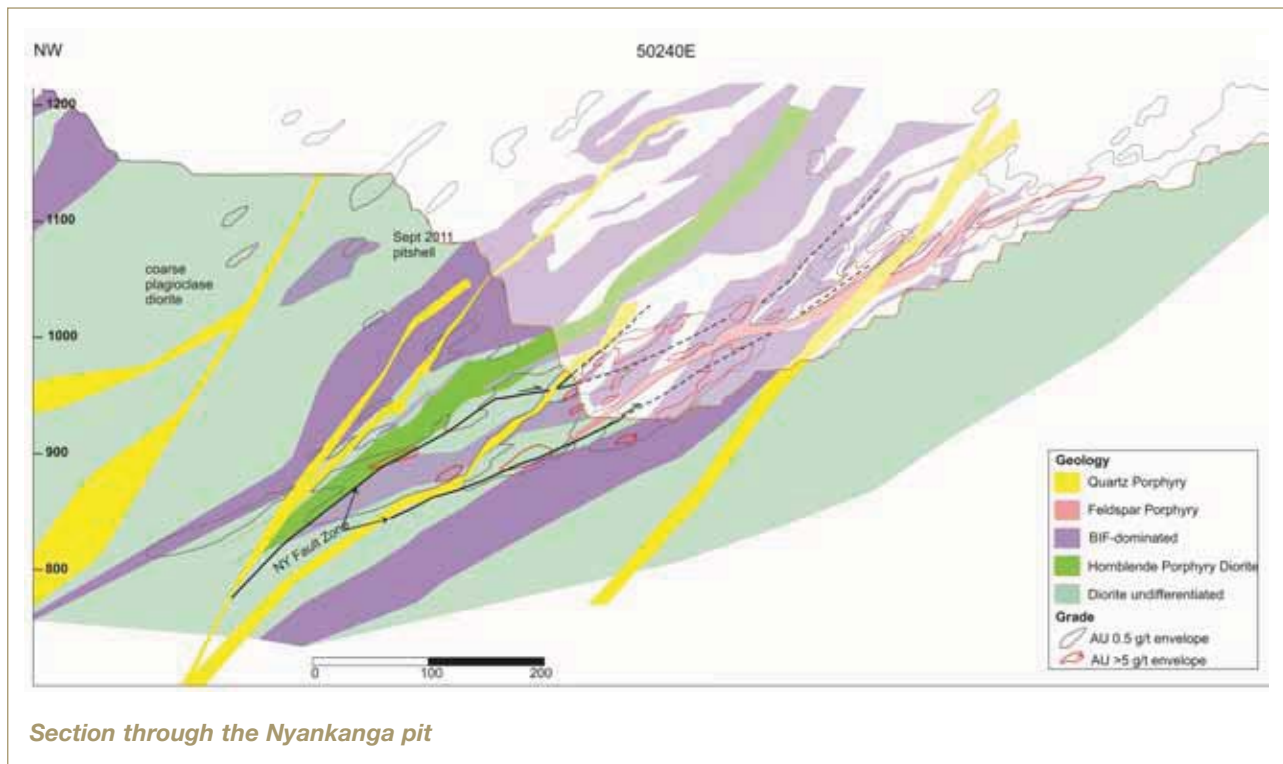 NW
50240E
1200
1100
1000
900
800
Sept 2011
pitshell
coarse
plagioclase
diorite
NY Fault Zone
0
100
200
Geology
Quartz Porphyry
Feldspar Porphyry
BIF-dominated
Hornblende Porphyry Diorite
Diorite undifferentiated
Grade
AU 0.5 g/t envelope
AU >5 g/t envelope
Section through the Nyankanga pit